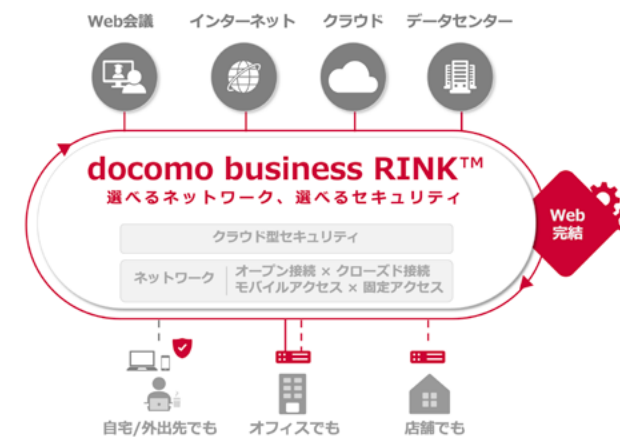 Web会議
インターネット
クラウド
データセンター
docomo business RINK™
選べるネットワーク、選べるセキュリティ
Web
完結
クラウド型セキュリティ
ネットワーク
オープン接続 × クローズド接続
モバイルアクセス × 固定アクセス
自宅/外出先でも
オフィスでも
店舗でも